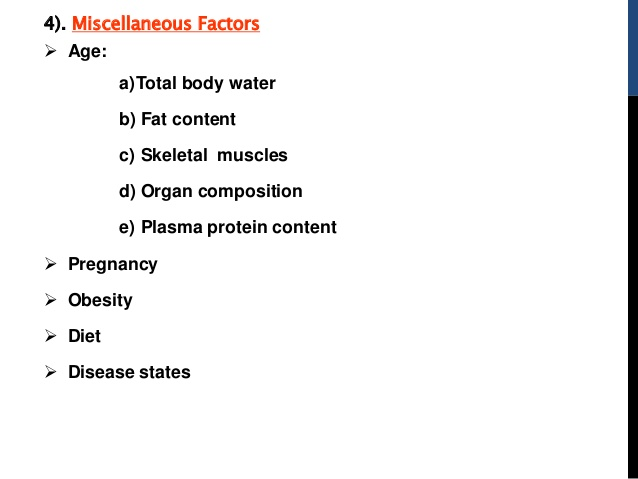 4). Miscellaneous Factors
➢ Age:
a)Total body water
b) Fat content
c) Skeletal muscles
d) Organ composition
e) Plasma protein content
➢ Pregnancy
➢ Obesity
➢ Diet
➢ Disease states